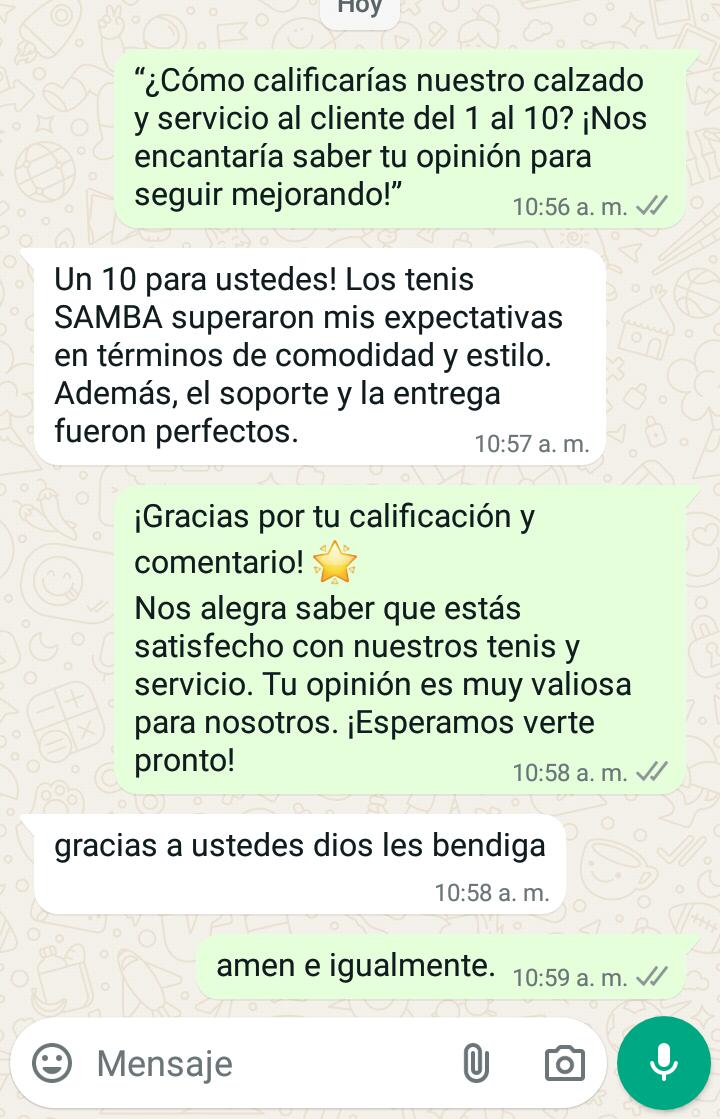 Hoy
“¿Cómo calificarías nuestro calzado
y servicio al cliente del 1 al 10? ¡Nos
encantaría saber tu opinión para
seguir mejorando!”
10:56 a. m.
Un 10 para ustedes! Los tenis
SAMBA superaron mis expectativas
en términos de comodidad y estilo.
Además, el soporte y la entrega
fueron perfectos.
10:57 a. m.
¡Gracias por tu calificación y
comentario! 🌟
Nos alegra saber que estás
satisfecho con nuestros tenis y
servicio. Tu opinión es muy valiosa
para nosotros. ¡Esperamos verte
pronto!
10:58 a. m.
gracias a ustedes dios les bendiga
10:58 a. m.
amen e igualmente.
10:59 a. m.
Mensaje